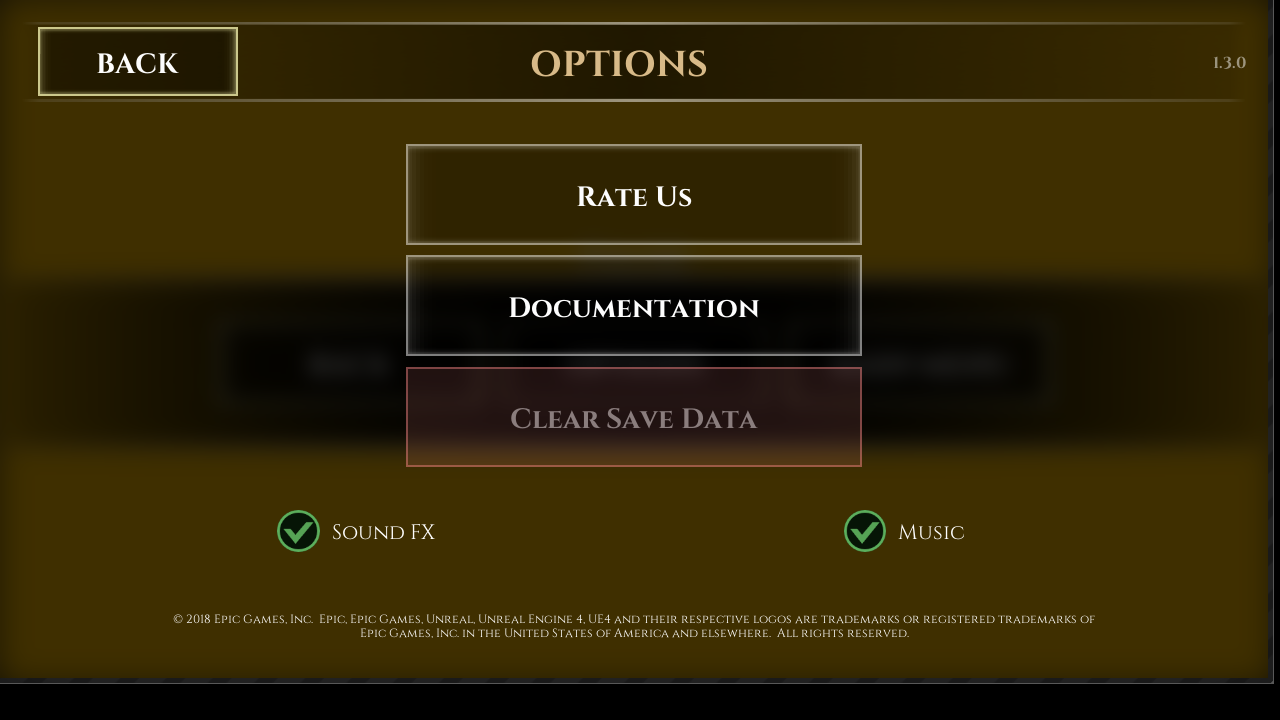 BACK
OPTIONS
1.3.0
Rate Us
Documentation
Clear Save Data
Sound FX
Music
© 2018 Epic Games, Inc. Epic, Epic Games, Unreal, Unreal Engine 4, UE4 and their respective logos are trademarks or registered trademarks of
Epic Games, Inc. in the United States of America and elsewhere. All rights reserved.